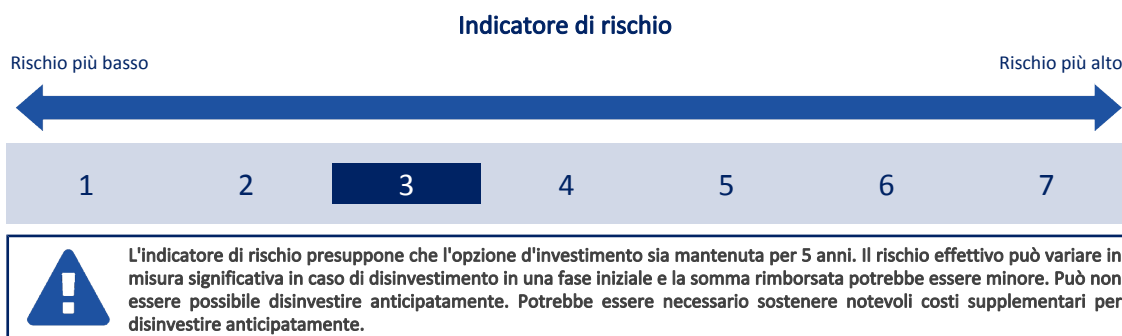 Indicatore di rischio
Rischio più basso
Rischio più alto
1 2 3 4 5 6 7
L'indicatore di rischio presuppone che l'opzione d'investimento sia mantenuta per 5 anni. Il rischio effettivo può variare in
misura significativa in caso di disinvestimento in una fase iniziale e la somma rimborsata potrebbe essere minore. Può non
essere possibile disinvestire anticipatamente. Potrebbe essere necessario sostenere notevoli costi supplementari per
disinvestire anticipatamente.